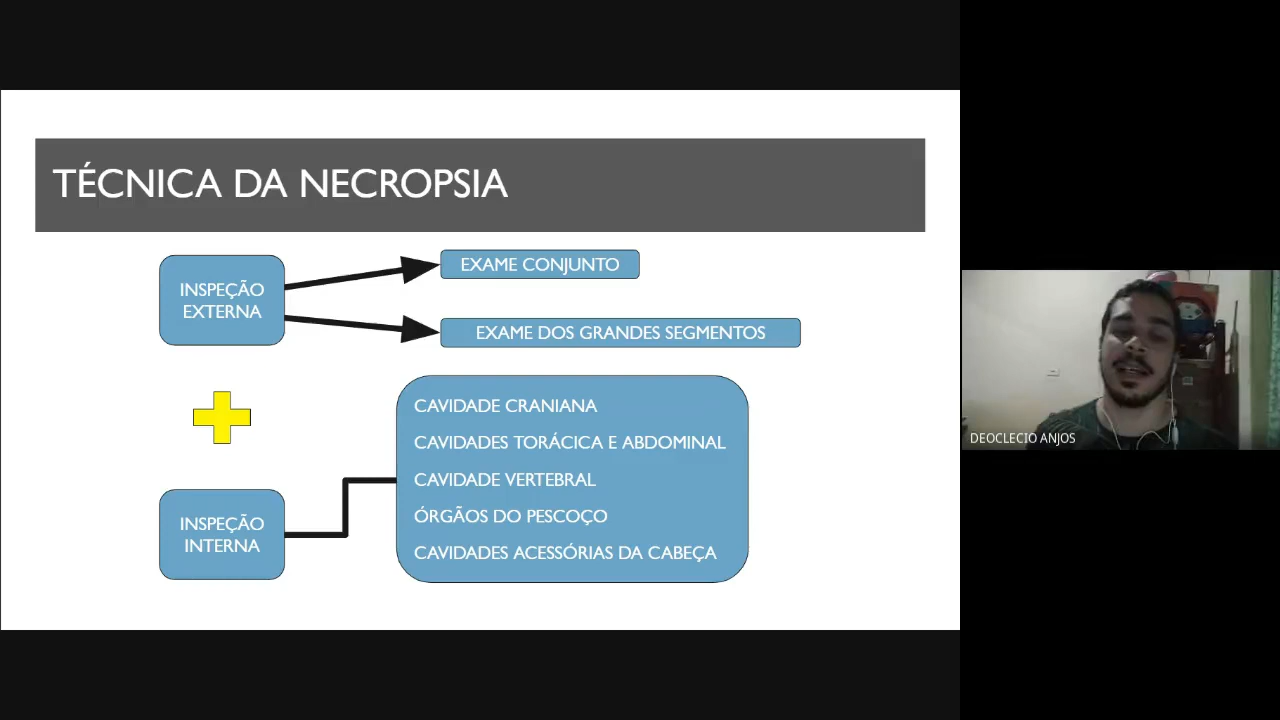 TÉCNICA DA NECROPSIA
INSPEÇÃO
EXTERNA
EXAME CONJUNTO
EXAME DOS GRANDES SEGMENTOS
INSPEÇÃO
INTERNA
CAVIDADE CRANIANA
CAVIDADES TORÁCICA E ABDOMINAL
CAVIDADE VERTEBRAL
ÓRGÃOS DO PESCOÇO
CAVIDADES ACESSÓRIAS DA CABEÇA
DEOCLECIO ANJOS